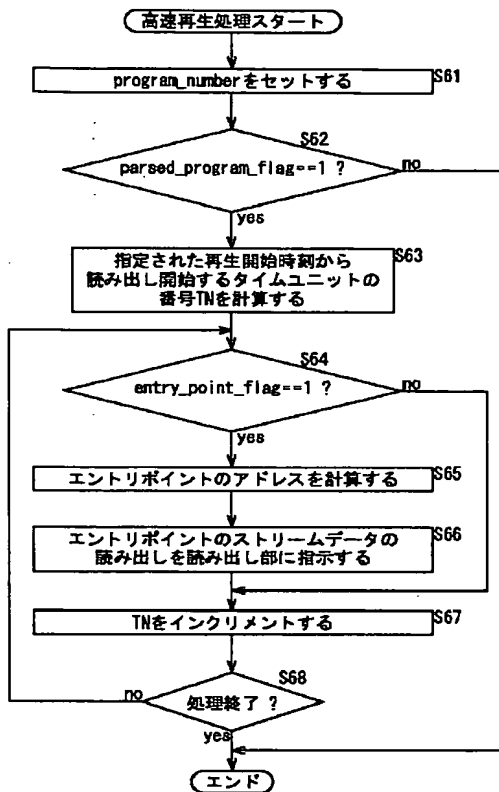 高速再生処理スタート
program_numberをセットする
S61
S62
parsed_program_flag==1 ?
no
yes
S63
指定された再生開始時刻から
読み出し開始するタイムユニットの
番号TNを計算する
S64
entry_point_flag==1 ?
no
yes
エントリポイントのアドレスを計算する
S65
エントリポイントのストリームデータの
読み出しを読み出し部に指示する
S66
TNをインクリメントする
S67
S68
no
処理終了 ?
yes
エンド